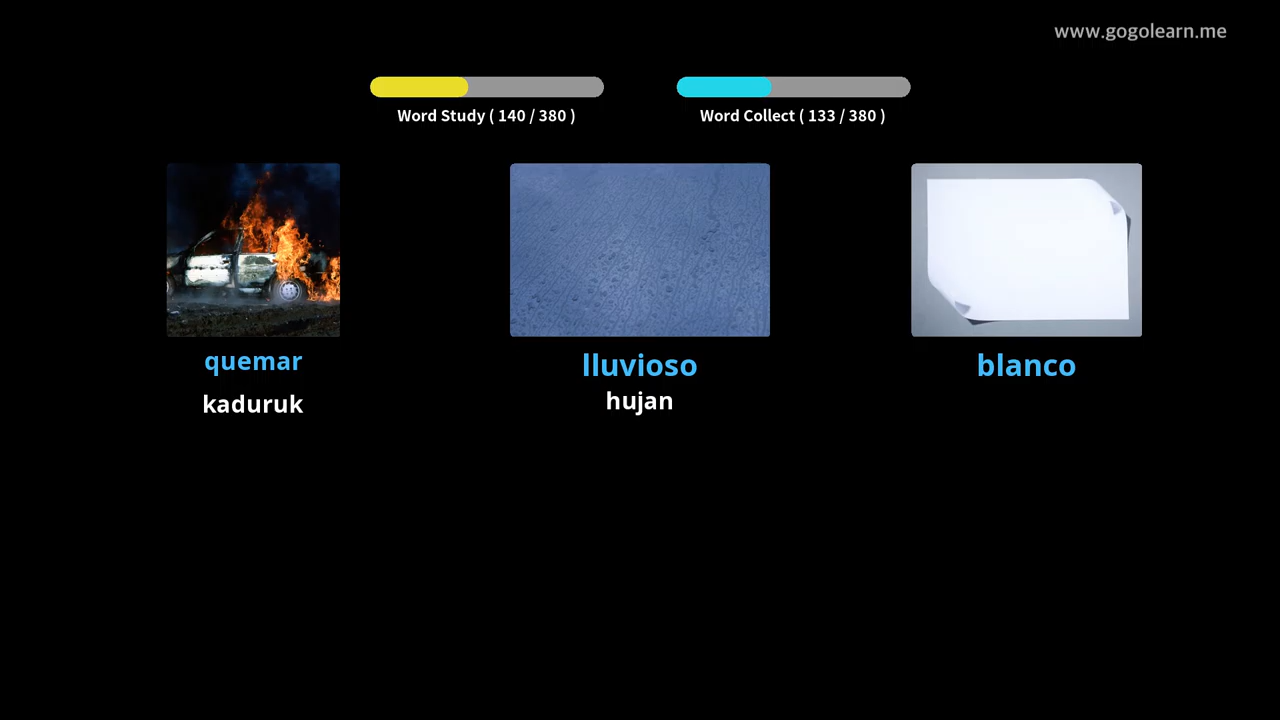 www.gogolearn.me
Word Study ( 140 / 380 )
Word Collect ( 133 / 380 )
quemar
kaduruk
lluvioso
hujan
blanco